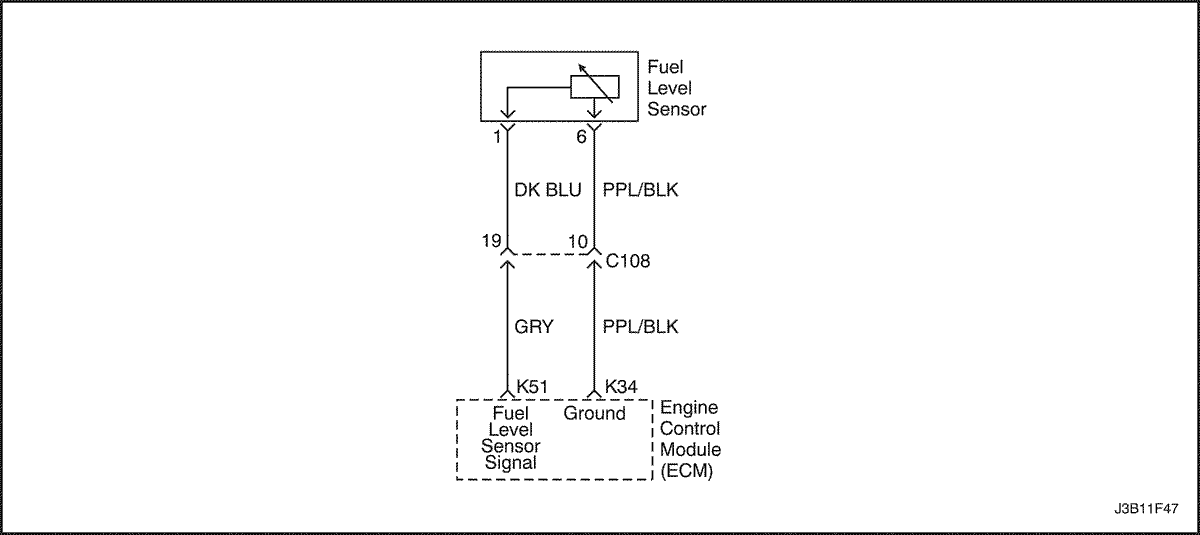 Fuel
Level
Sensor
1
6
DK BLU
PPL/BLK
19
10
C108
GRY
PPL/BLK
K51
K34
Fuel
Level
Sensor
Signal
Ground
Engine
Control
Module
(ECM)
J3B11F47